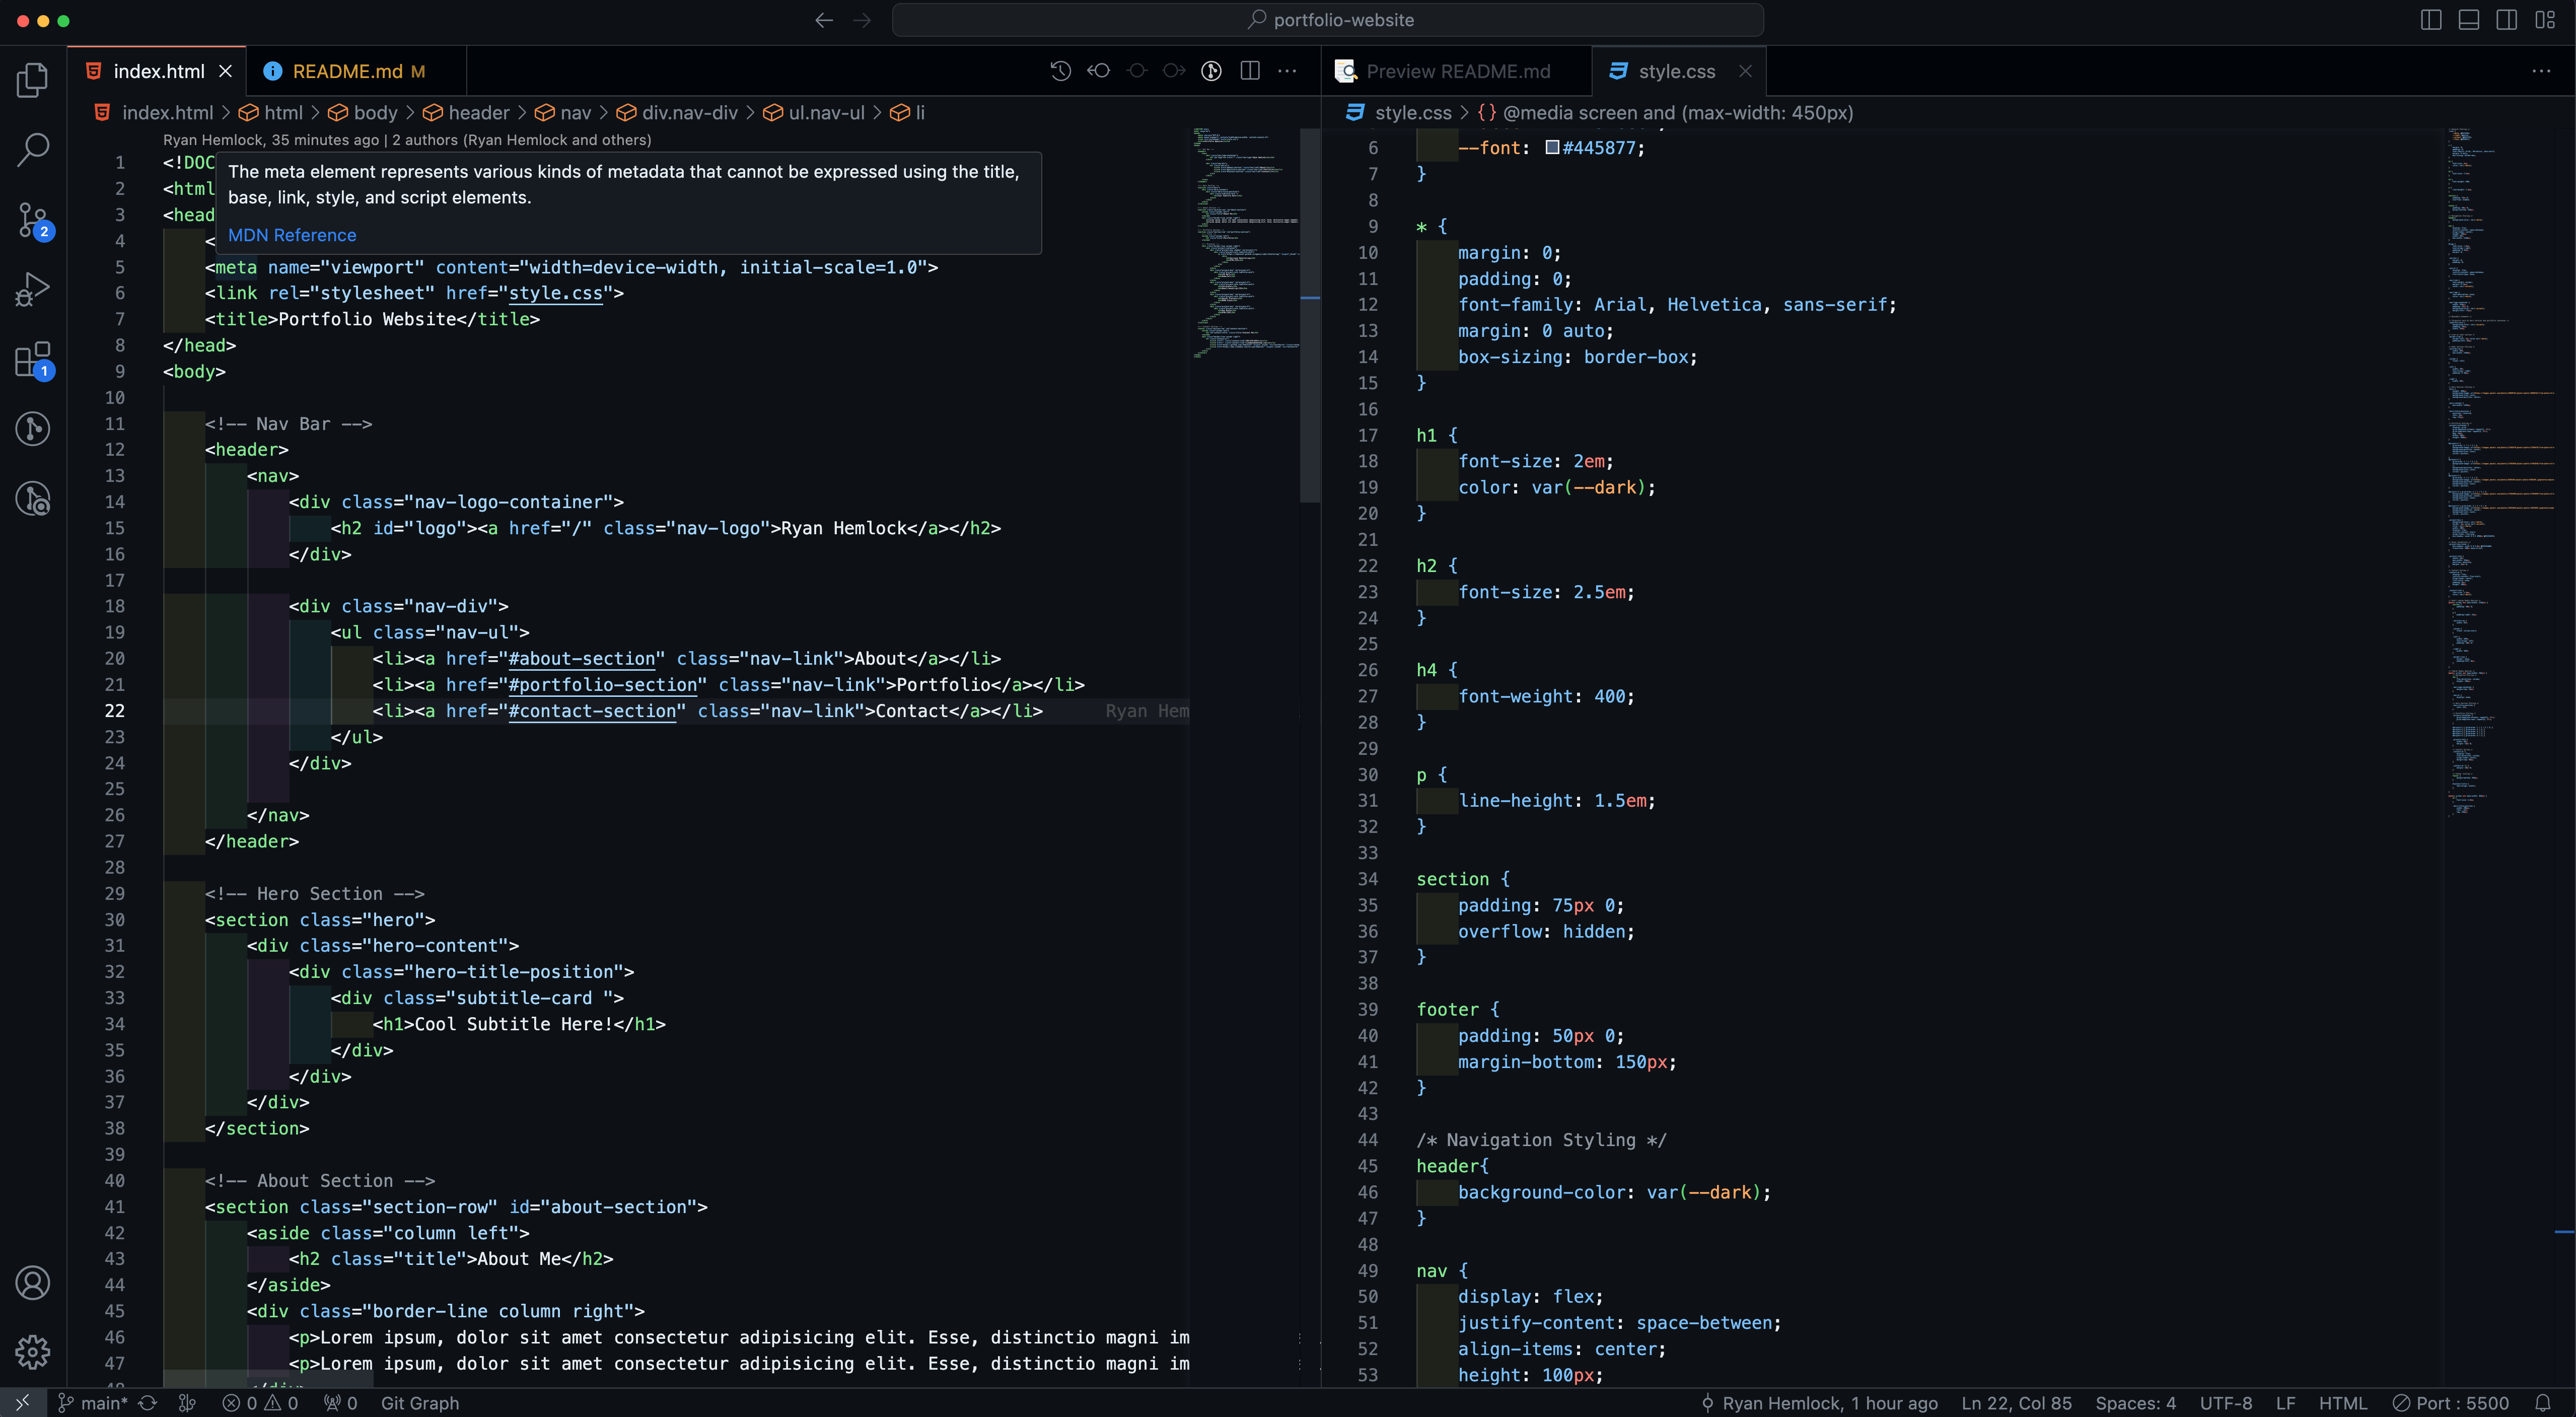 portfolio-website
index.html
README.md M
index.html > html > body > header > nav > div.nav-div > ul.nav-ul > li
Ryan Hemlock, 35 minutes ago | 2 authors (Ryan Hemlock and others)
1 <!DOC
The meta element represents various kinds of metadata that cannot be expressed using the title,
base, link, style, and script elements.
MDN Reference
2 <html
3 <head
4 <
5 <meta name="viewport" content="width=device-width, initial-scale=1.0">
6 <link rel="stylesheet" href="style.css">
7 <title>Portfolio Website</title>
8 </head>
9 <body>
10
11 <!-- Nav Bar -->
12 <header>
13 <nav>
14 <div class="nav-logo-container">
15 <h2 id="logo"><a href="/" class="nav-logo">Ryan Hemlock</a></h2>
16 </div>
17
18 <div class="nav-div">
19 <ul class="nav-ul">
20 <li><a href="#about-section" class="nav-link">About</a></li>
21 <li><a href="#portfolio-section" class="nav-link">Portfolio</a></li>
22 <li><a href="#contact-section" class="nav-link">Contact</a></li> Ryan Hem
23 </ul>
24 </div>
25
26 </nav>
27 </header>
28
29 <!-- Hero Section -->
30 <section class="hero">
31 <div class="hero-content">
32 <div class="hero-title-position">
33 <div class="subtitle-card ">
34 <h1>Cool Subtitle Here!</h1>
35 </div>
36 </div>
37 </div>
38 </section>
39
40 <!-- About Section -->
41 <section class="section-row" id="about-section">
42 <aside class="column left">
43 <h2 class="title">About Me</h2>
44 </aside>
45 <div class="border-line column right">
46 <p>Lorem ipsum, dolor sit amet consectetur adipisicing elit. Esse, distinctio magni im
47 <p>Lorem ipsum, dolor sit amet consectetur adipisicing elit. Esse, distinctio magni im
Preview README.md
style.css
style.css > {} @media screen and (max-width: 450px)
6 --font: #445877;
7 }
8
9 * {
10 margin: 0;
11 padding: 0;
12 font-family: Arial, Helvetica, sans-serif;
13 margin: 0 auto;
14 box-sizing: border-box;
15 }
16
17 h1 {
18 font-size: 2em;
19 color: var(--dark);
20 }
21
22 h2 {
23 font-size: 2.5em;
24 }
25
26 h4 {
27 font-weight: 400;
28 }
29
30 p {
31 line-height: 1.5em;
32 }
33
34 section {
35 padding: 75px 0;
36 overflow: hidden;
37 }
38
39 footer {
40 padding: 50px 0;
41 margin-bottom: 150px;
42 }
43
44 /* Navigation Styling */
45 header{
46 background-color: var(--dark);
47 }
48
49 nav {
50 display: flex;
51 justify-content: space-between;
52 align-items: center;
53 height: 100px;
2
1
main* 0 0 0 Git Graph
Ryan Hemlock, 1 hour ago Ln 22, Col 85 Spaces: 4 UTF-8 LF HTML Port : 5500